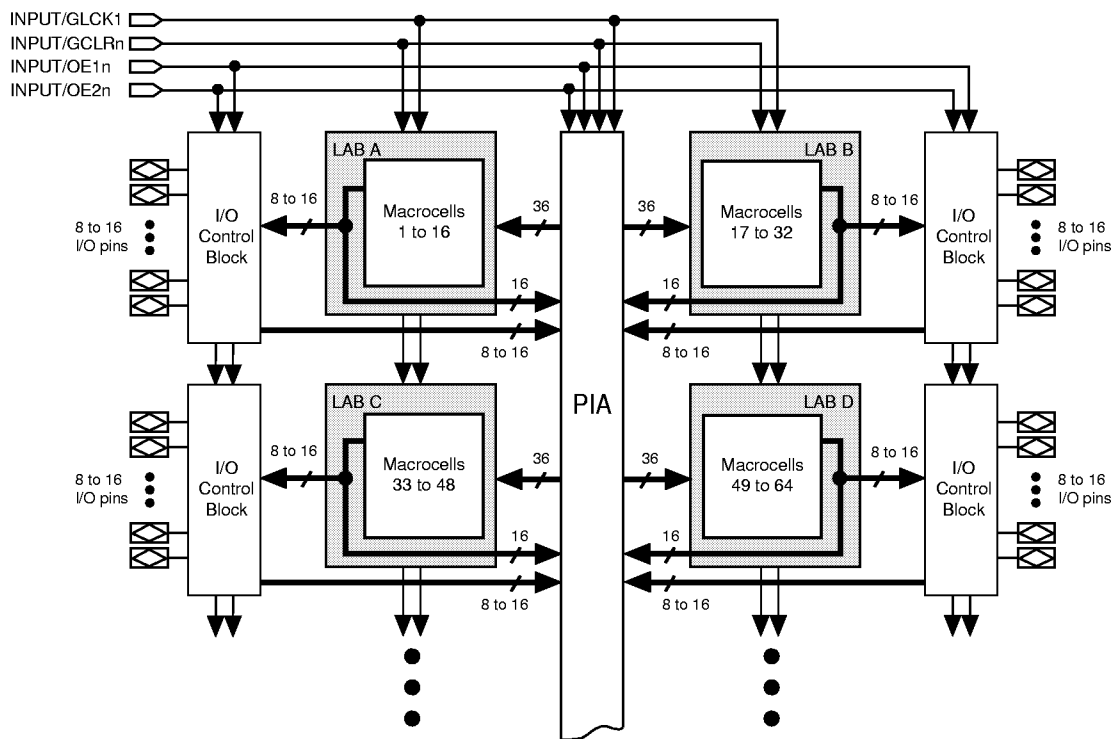 INPUT/GLCK1
INPUT/GCLRn
INPUT/OE1n
INPUT/OE2n
LAB A
LAB B
8 to 16
36
36
8 to 16
8 to 16
I/O pins
I/O
Control
Block
Macrocells
1 to 16
Macrocells
17 to 32
I/O
Control
Block
8 to 16
I/O pins
16
16
8 to 16
8 to 16
PIA
LAB C
LAB D
8 to 16
36
36
8 to 16
8 to 16
I/O pins
I/O
Control
Block
Macrocells
33 to 48
Macrocells
49 to 64
I/O
Control
Block
8 to 16
I/O pins
16
16
8 to 16
8 to 16